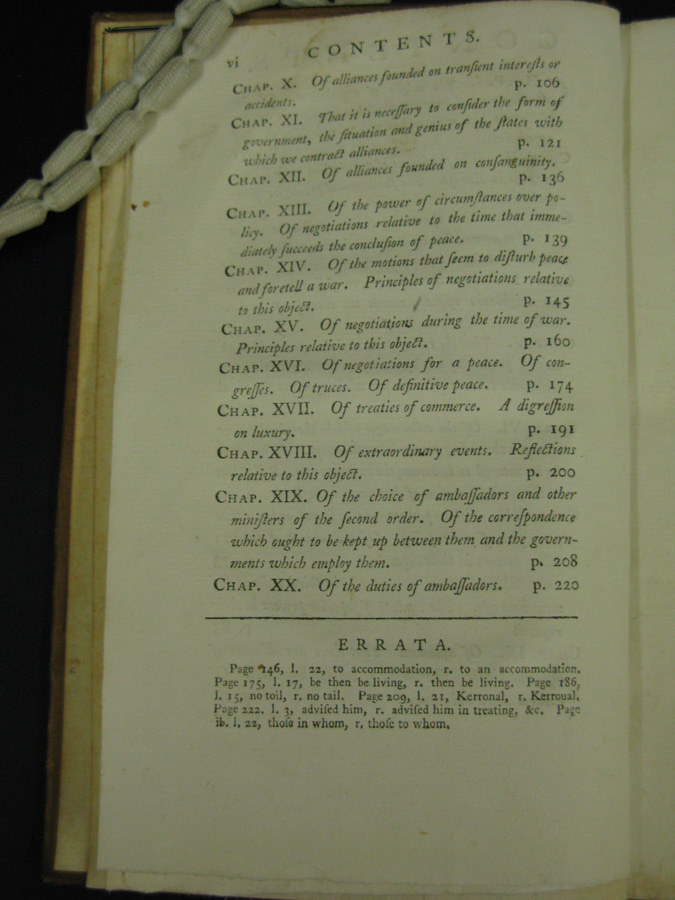 vi
CONTENTS.
CHAP. X. Of alliances founded on tranſient intereſts or
accidents. p. 106
CHAP. XI. That it is neceſſary to conſider the form of
government, the ſituation and genius of the ſtates with
which we contract alliances. p. 121
CHAP. XII. Of alliances founded on conſanguinity.
p. 136
CHAP. XIII. Of the power of circumſtances over po-
licy. Of negotiations relative to the time that imme-
diately ſucceeds the concluſion of peace. p. 139
CHAP. XIV. Of the motions that ſeem to diſturb peace
and foretell a war. Principles of negotiations relative
to this object. p. 145
CHAP. XV. Of negotiations during the time of war.
Principles relative to this object. p. 160
CHAP. XVI. Of negotiations for a peace. Of con-
greſſes. Of truces. Of definitive peace. p. 174
CHAP. XVII. Of treaties of commerce. A digreſſion
on luxury. p. 191
CHAP. XVIII. Of extraordinary events. Reflections
relative to this object. p. 200
CHAP. XIX. Of the choice of ambaſſadors and other
miniſters of the ſecond order. Of the correſpondence
which ought to be kept up between them and the govern-
ments which employ them. p. 208
CHAP. XX. Of the duties of ambaſſadors. p. 220
ERRATA.
Page 146, l. 22, to accommodation, r. to an accommodation.
Page 175, l. 17, be then be living, r. then be living. Page 186,
l. 15, no toil, r. no tail. Page 209, l. 21, Kerronal, r. Kerroual.
Page 222. l. 3, adviſed him, r. adviſed him in treating, &c. Page
ib. l. 22, thoſe in whom, r. thoſe to whom.